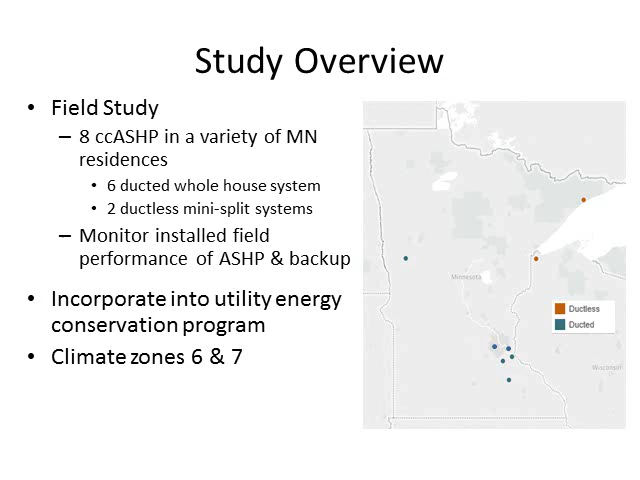 Study Overview
• Field Study
– 8 ccASHP in a variety of MN
residences
• 6 ducted whole house system
• 2 ductless mini-split systems
– Monitor installed field
performance of ASHP & backup
• Incorporate into utility energy
conservation program
• Climate zones 6 & 7
Minnesota
Ductless
Ducted
Wisconsin